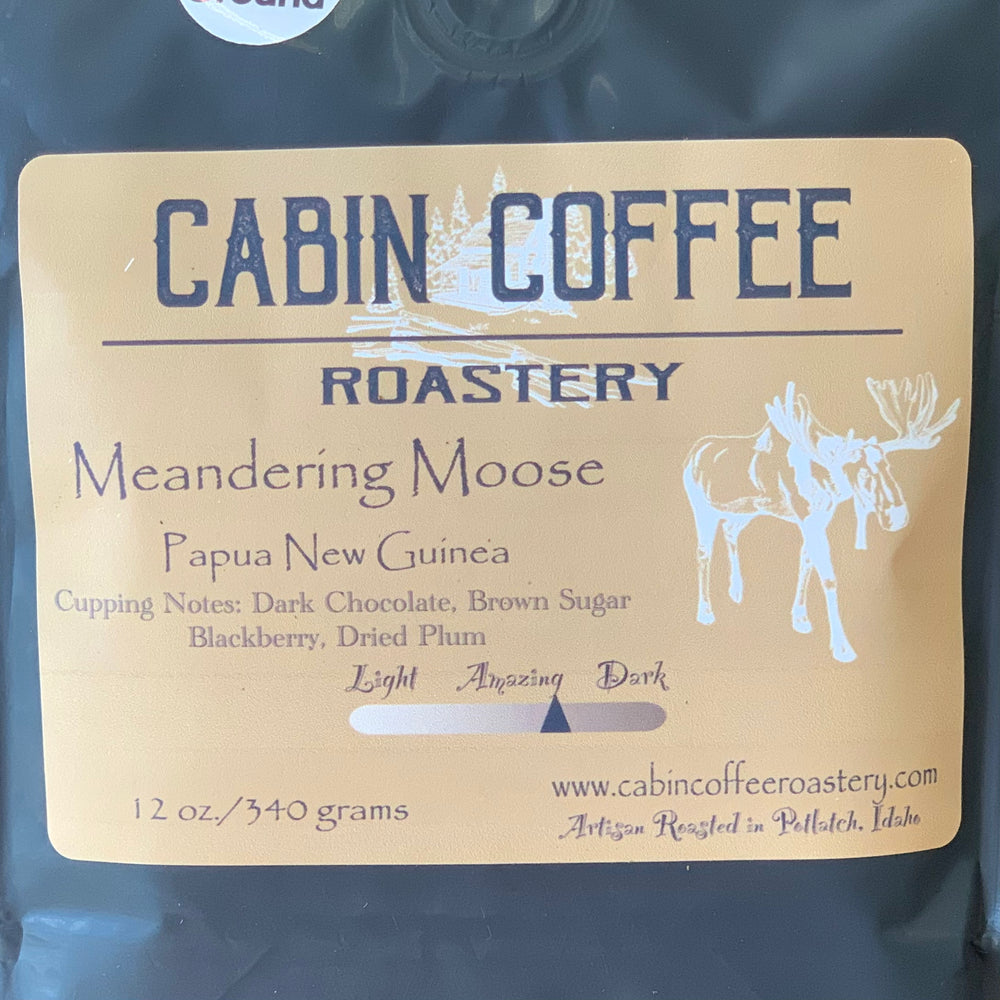 CABIN COFFEE
ROASTERY
Meandering Moose
Papua New Guinea
Cupping Notes: Dark Chocolate, Brown Sugar
Blackberry, Dried Plum
Light Amazing Dark
12 oz./340 grams
www.cabincoffeeroastery.com
Artisan Roasted in Potlatch, Idaho